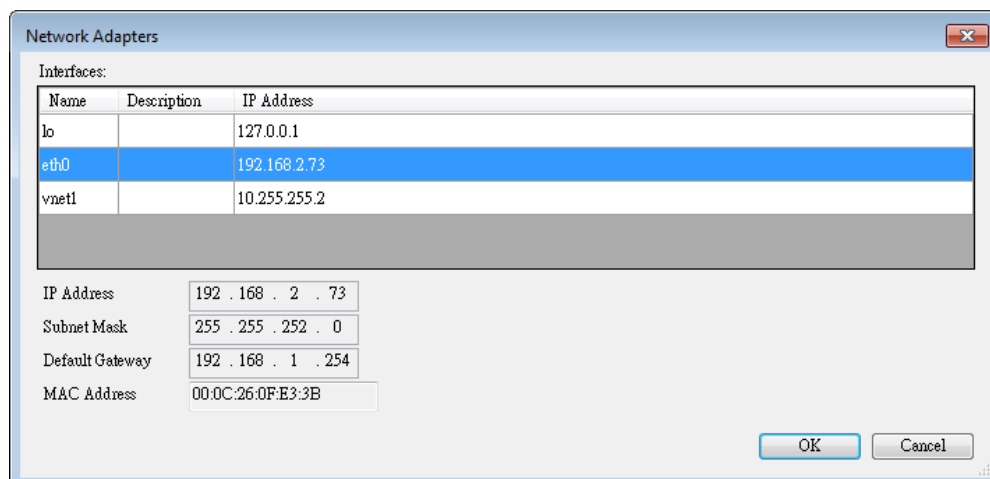 Network Adapters
Interfaces:
Name Description IP Address
lo 127.0.0.1
eth0 192.168.2.73
vnet1 10.255.255.2
IP Address 192 . 168 . 2 . 73
Subnet Mask 255 . 255 . 252 . 0
Default Gateway 192 . 168 . 1 . 254
MAC Address 00:0C:26:0F:E3:3B
OK Cancel